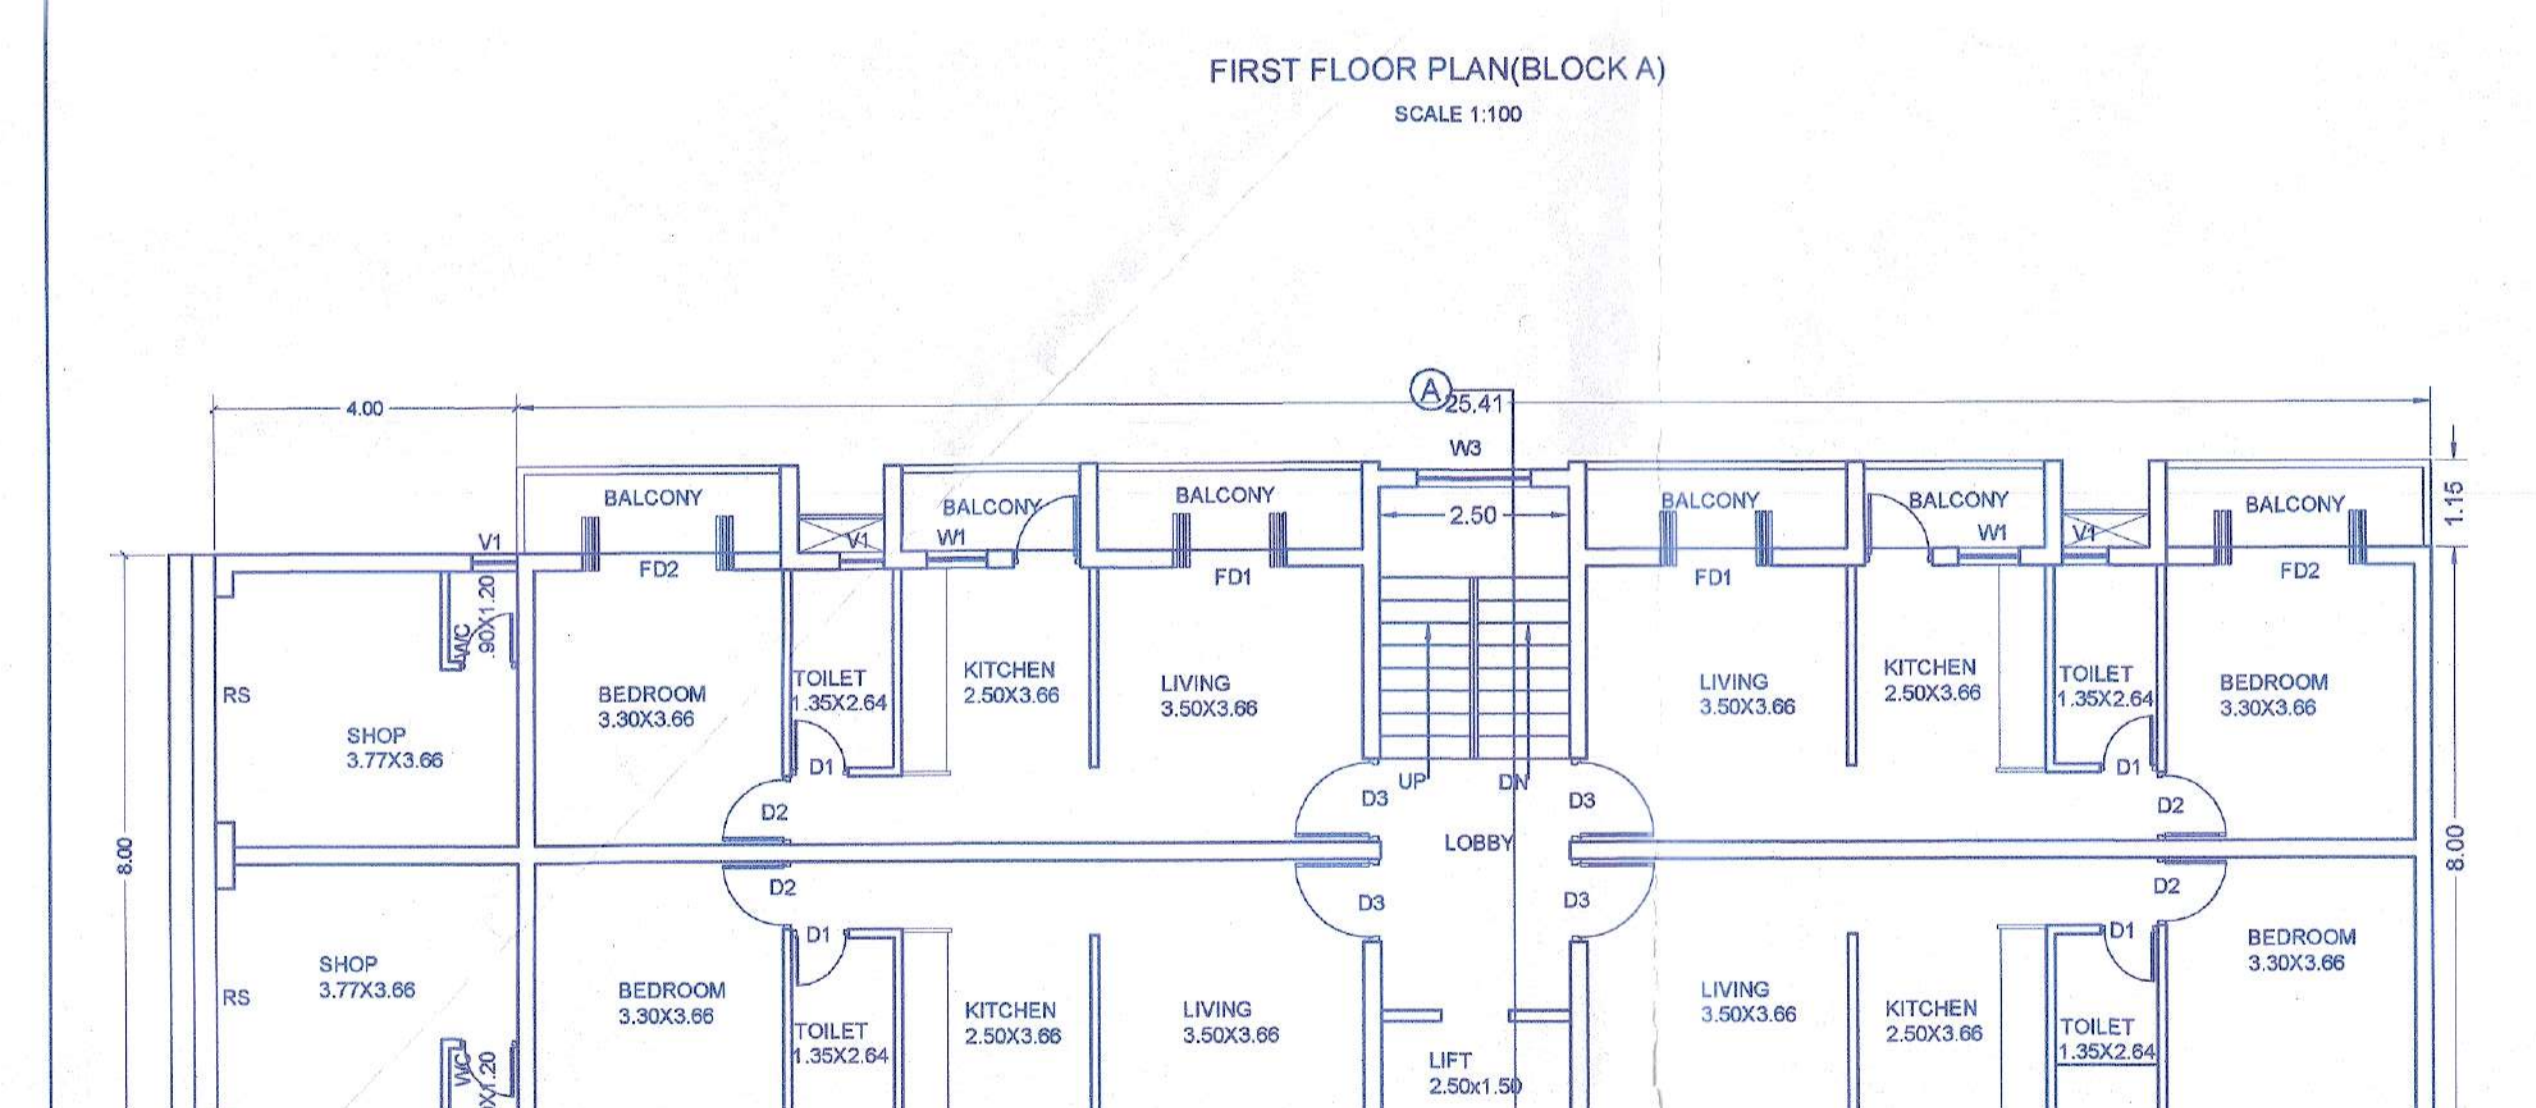 FIRST FLOOR PLAN(BLOCK A)
SCALE 1:100
A
4.00
25.41
W3
BALCONY
BALCONY
BALCONY
2.50
BALCONY
BALCONY
BALCONY
1.15
V1
V1
W1
W1
V1
FD2
FD1
FD1
FD2
WC
.90X1.20
RS
SHOP
3.77X3.66
BEDROOM
3.30X3.66
TOILET
1.35X2.64
KITCHEN
2.50X3.66
LIVING
3.50X3.66
LIVING
3.50X3.66
KITCHEN
2.50X3.66
TOILET
1.35X2.64
BEDROOM
3.30X3.66
D1
UP
DN
D1
D2
D3
D3
D2
8.00
LOBBY
8.00
D2
D3
D3
D2
D1
D1
RS
SHOP
3.77X3.66
BEDROOM
3.30X3.66
TOILET
1.35X2.64
KITCHEN
2.50X3.66
LIVING
3.50X3.66
LIVING
3.50X3.66
KITCHEN
2.50X3.66
TOILET
1.35X2.64
BEDROOM
3.30X3.66
WC
LIFT
2.50x1.50